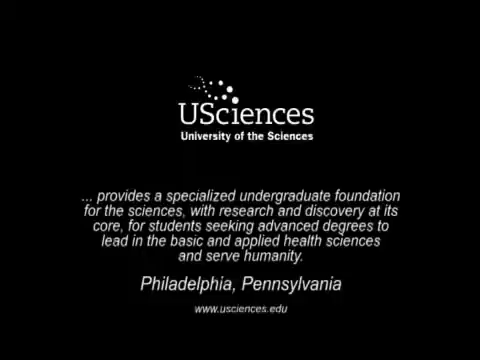 USciences
University of the Sciences
... provides a specialized undergraduate foundation
for the sciences, with research and discovery at its
core, for students seeking advanced degrees to
lead in the basic and applied health sciences
and serve humanity.
Philadelphia, Pennsylvania
www.usciences.edu